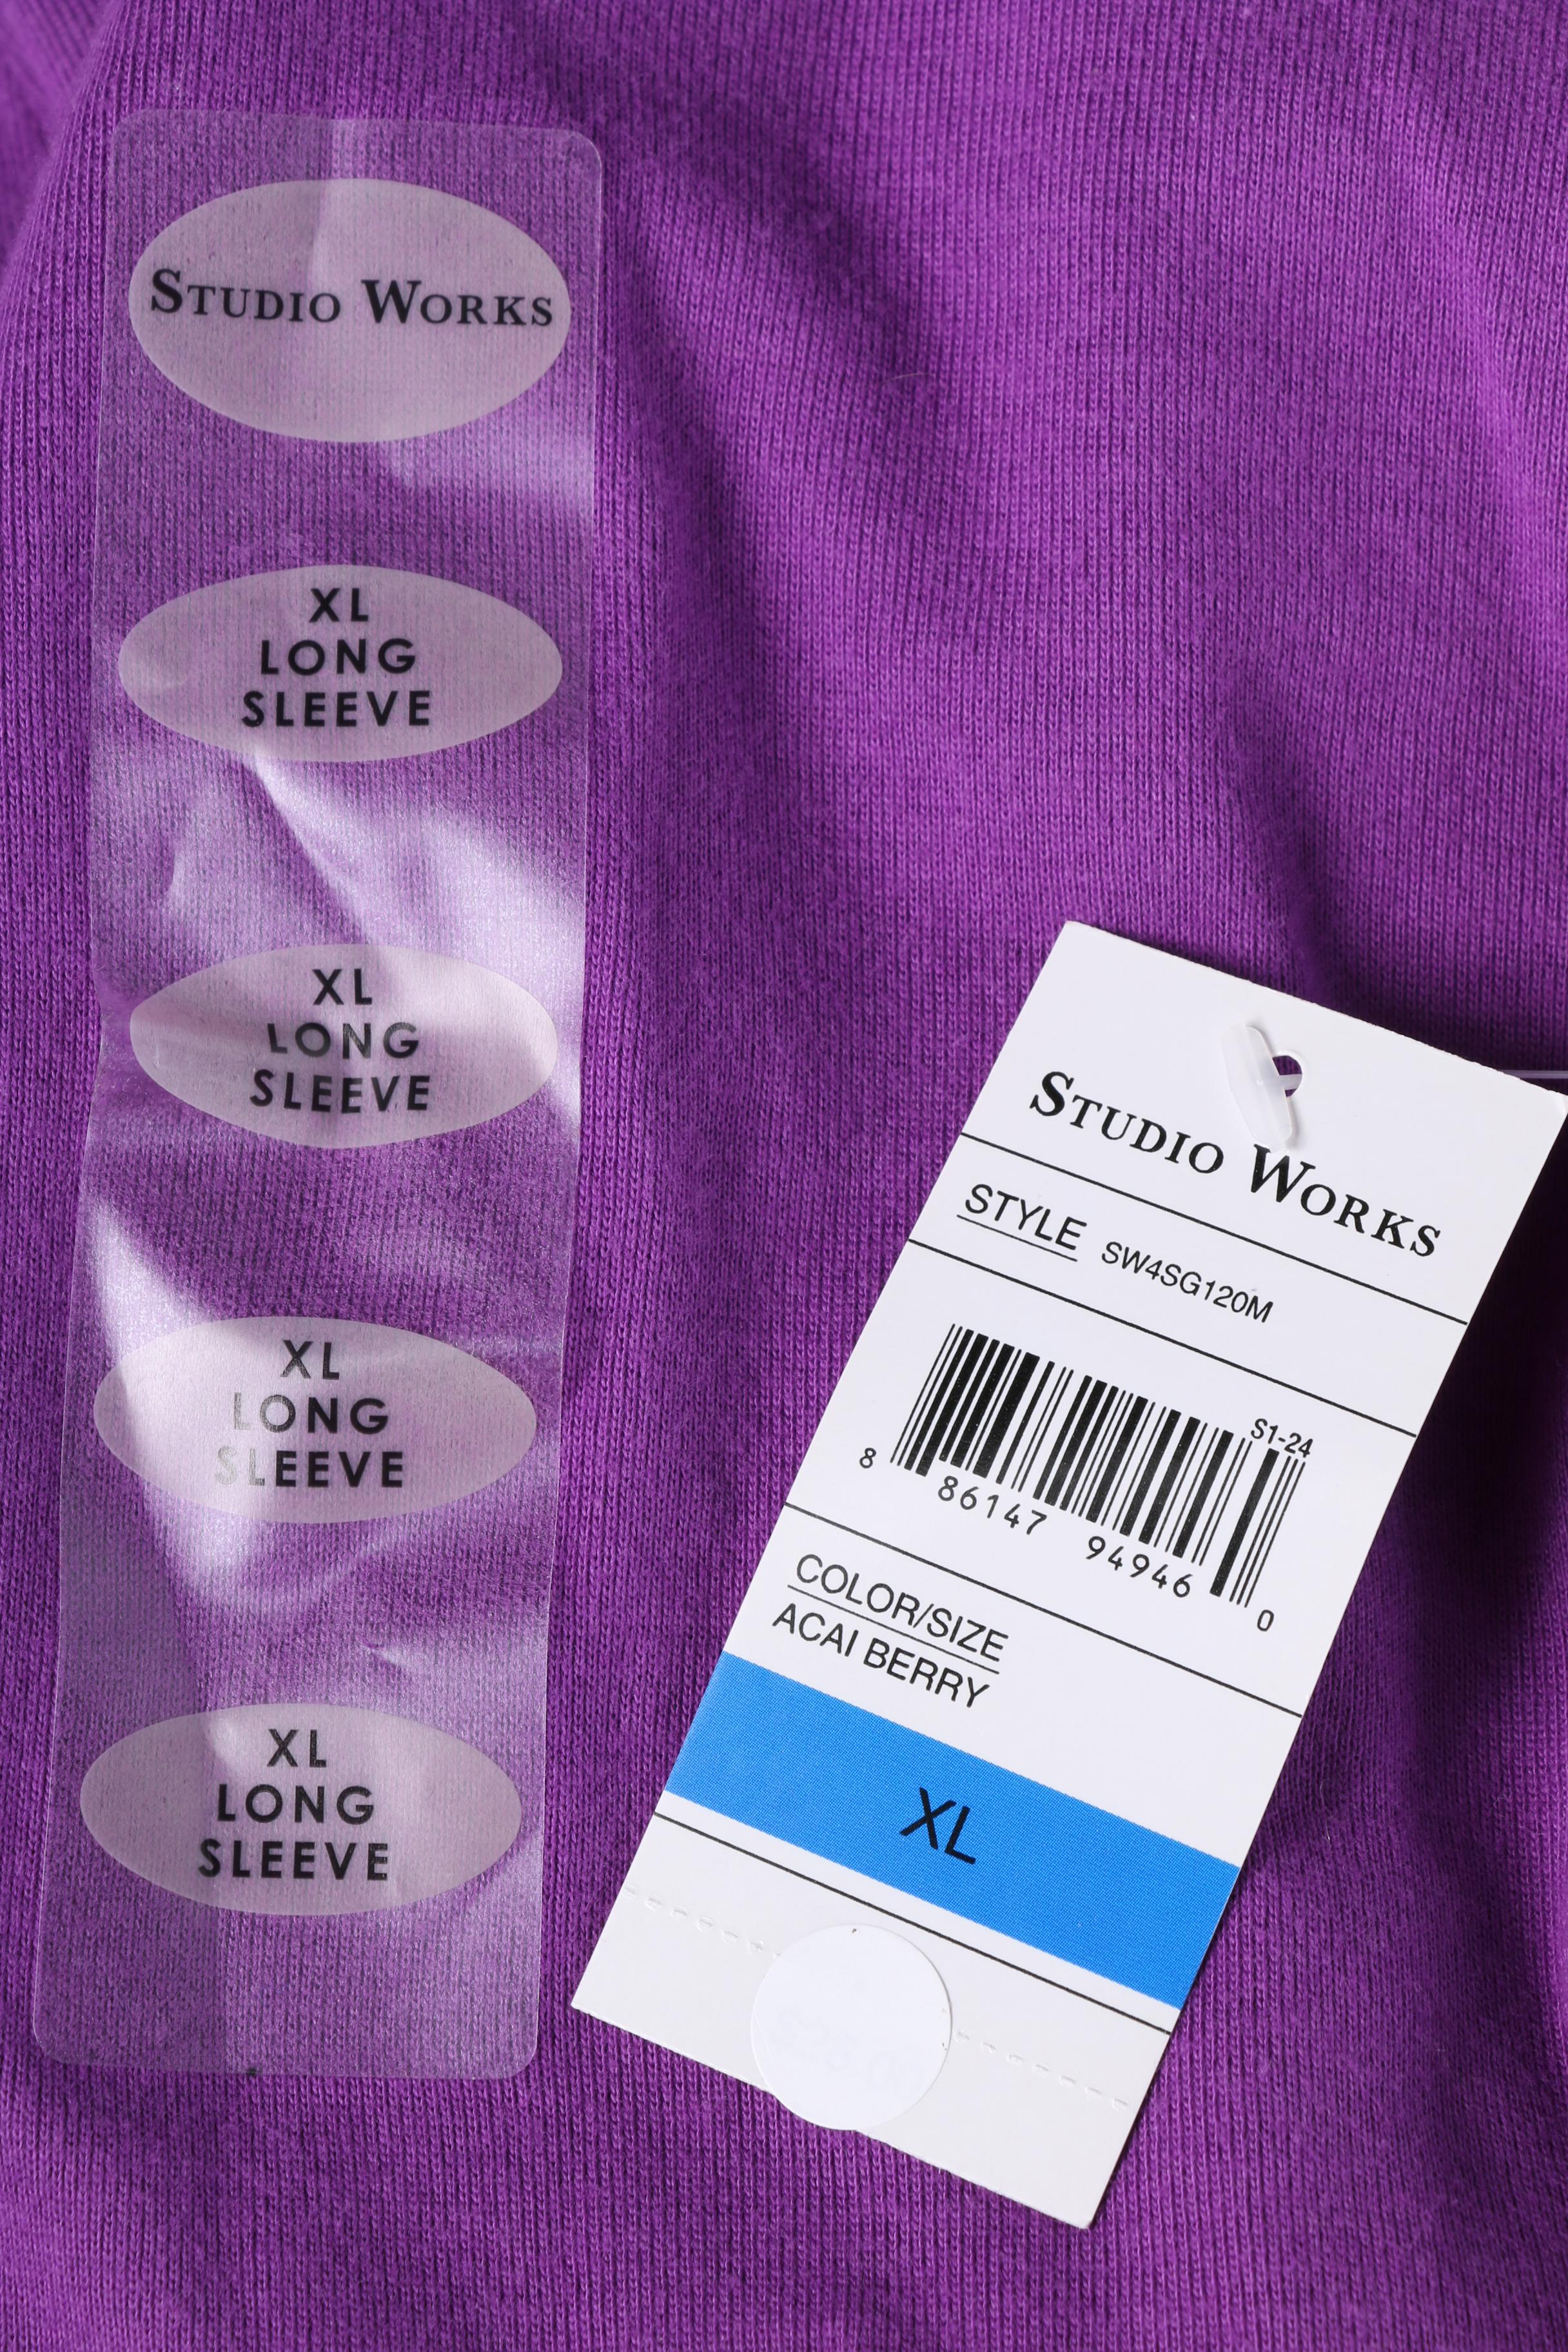 STUDIO WORKS
XL
LONG
SLEEVE
XL
LONG
SLEEVE
XL
LONG
SLEEVE
XL
LONG
SLEEVE
STUDIO WORKS
STYLE SW4SG120M
S1-24
8 86147 94946 0
COLOR/SIZE
ACAI BERRY
XL